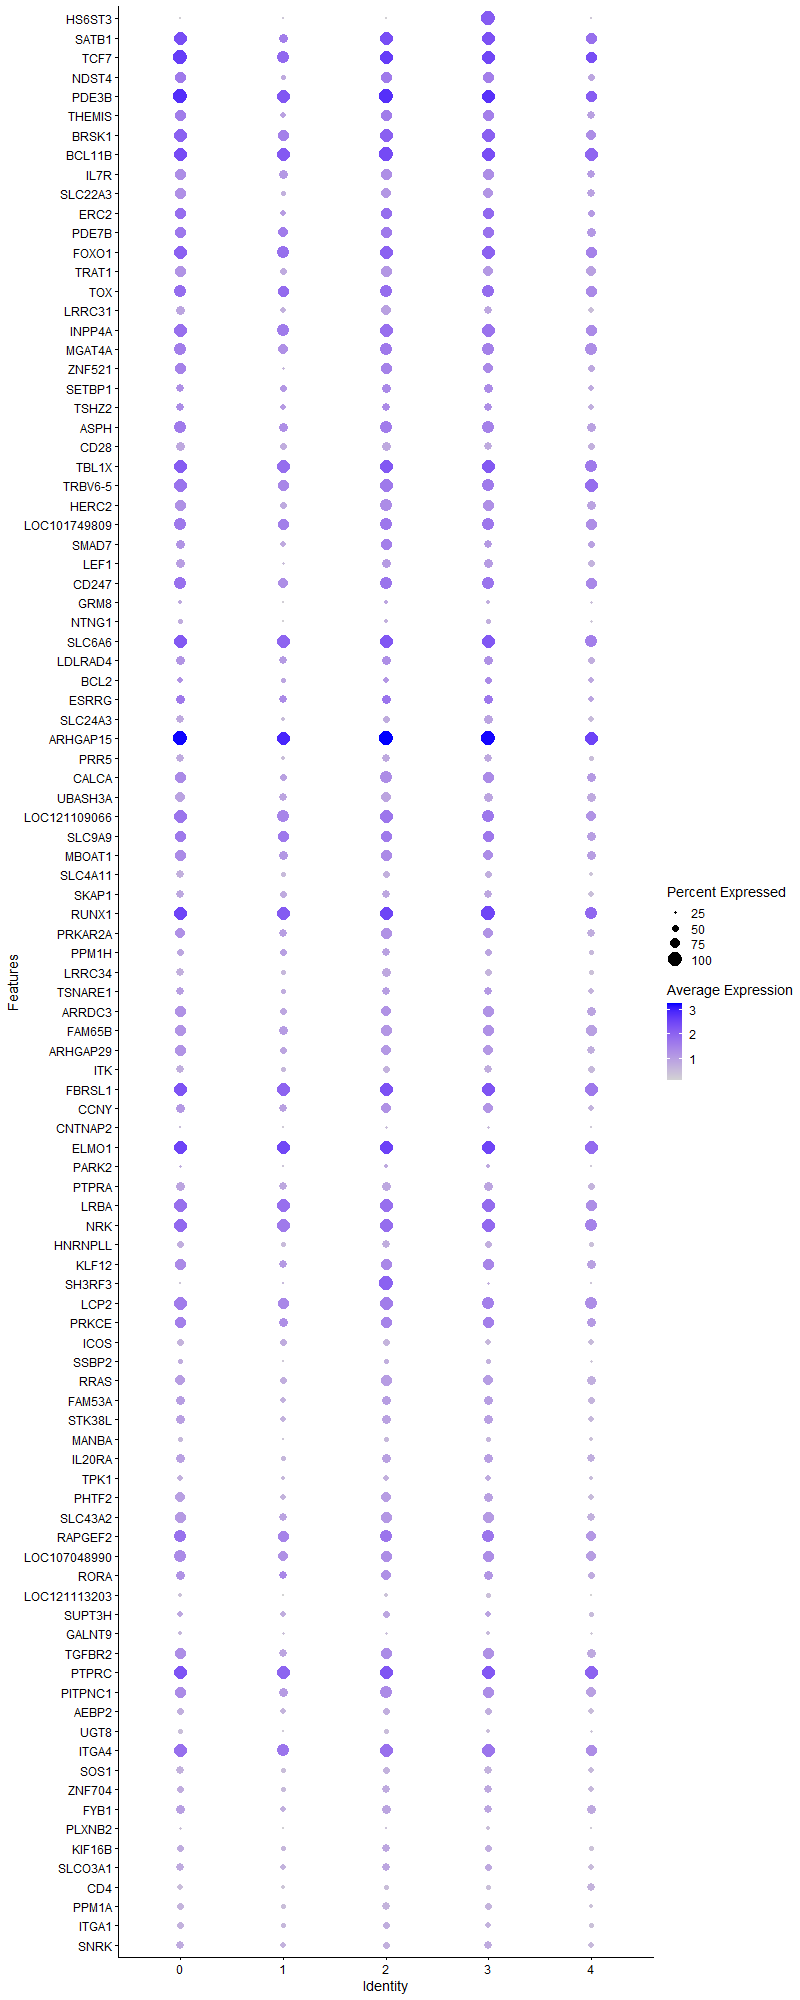 HS6ST3
SATB1
TCF7
NDST4
PDE3B
THEMIS
BRSK1
BCL11B
IL7R
SLC22A3
ERC2
PDE7B
FOXO1
TRAT1
TOX
LRRC31
INPP4A
MGAT4A
ZNF521
SETBP1
TSHZ2
ASPH
CD28
TBL1X
TRBV6-5
HERC2
LOC101749809
SMAD7
LEF1
CD247
GRM8
NTNG1
SLC6A6
LDLRAD4
BCL2
ESRRG
SLC24A3
ARHGAP15
PRR5
CALCA
UBASH3A
LOC121109066
SLC9A9
MBOAT1
SLC4A11
SKAP1
RUNX1
PRKAR2A
PPM1H
LRRC34
TSNARE1
ARRDC3
FAM65B
ARHGAP29
ITK
FBRSL1
CCNY
CNTNAP2
ELMO1
PARK2
PTPRA
LRBA
NRK
HNRNPLL
KLF12
SH3RF3
LCP2
PRKCE
ICOS
SSBP2
RRAS
FAM53A
STK38L
MANBA
IL20RA
TPK1
PHTF2
SLC43A2
RAPGEF2
LOC107048990
RORA
LOC121113203
SUPT3H
GALNT9
TGFBR2
PTPRC
PITPNC1
AEBP2
UGT8
ITGA4
SOS1
ZNF704
FYB1
PLXNB2
KIF16B
SLCO3A1
CD4
PPM1A
ITGA1
SNRK
Features
0 1 2 3 4
Identity
Percent Expressed
25
50
75
100
Average Expression
3
2
1